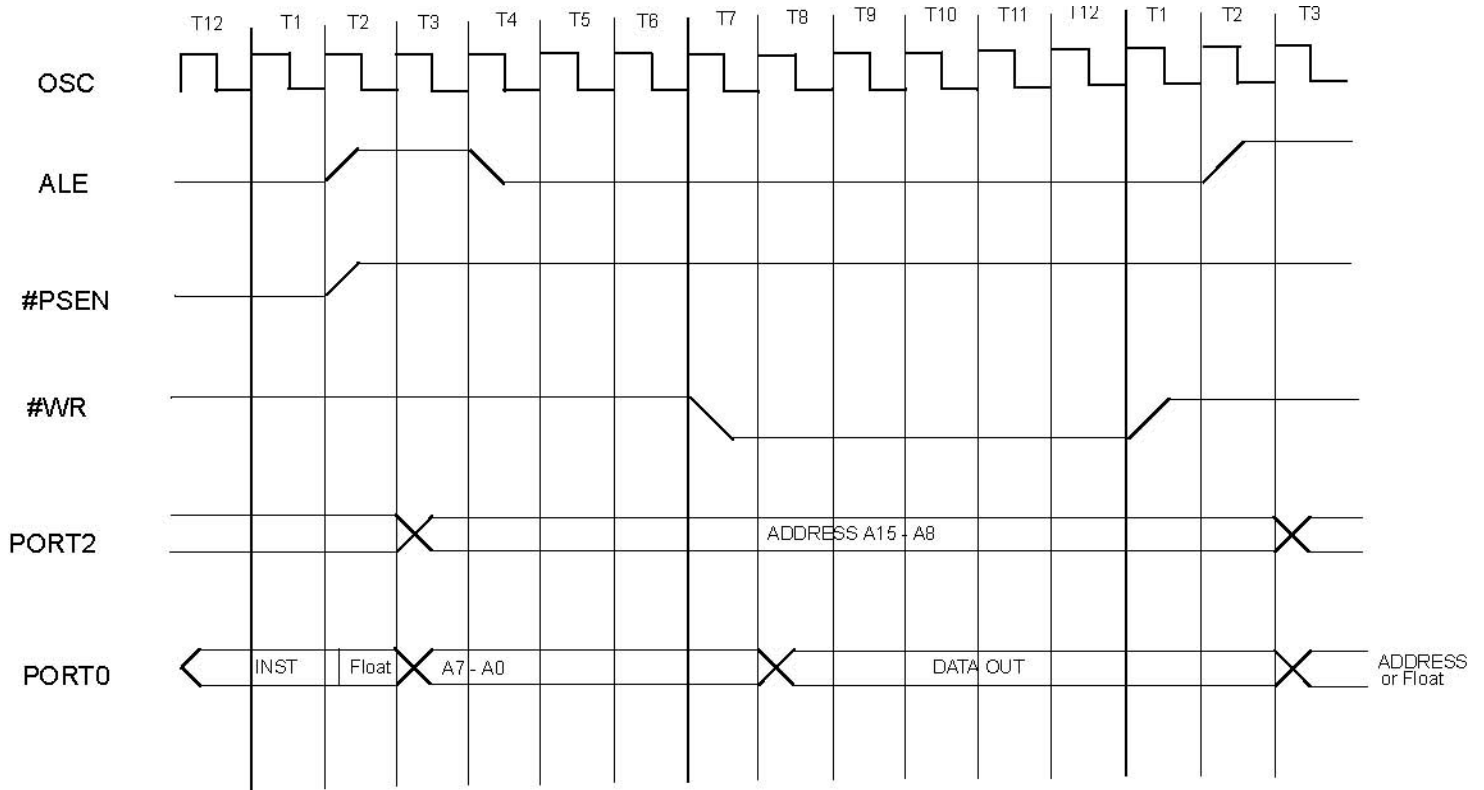 T12 T1 T2 T3 T4 T5 T6 T7 T8 T9 T10 T11 T12 T1 T2 T3
OSC
ALE
#PSEN
#WR
PORT2 ADDRESS A15 - A8
PORT0 INST Float A7 - A0 DATA OUT ADDRESS
or Float